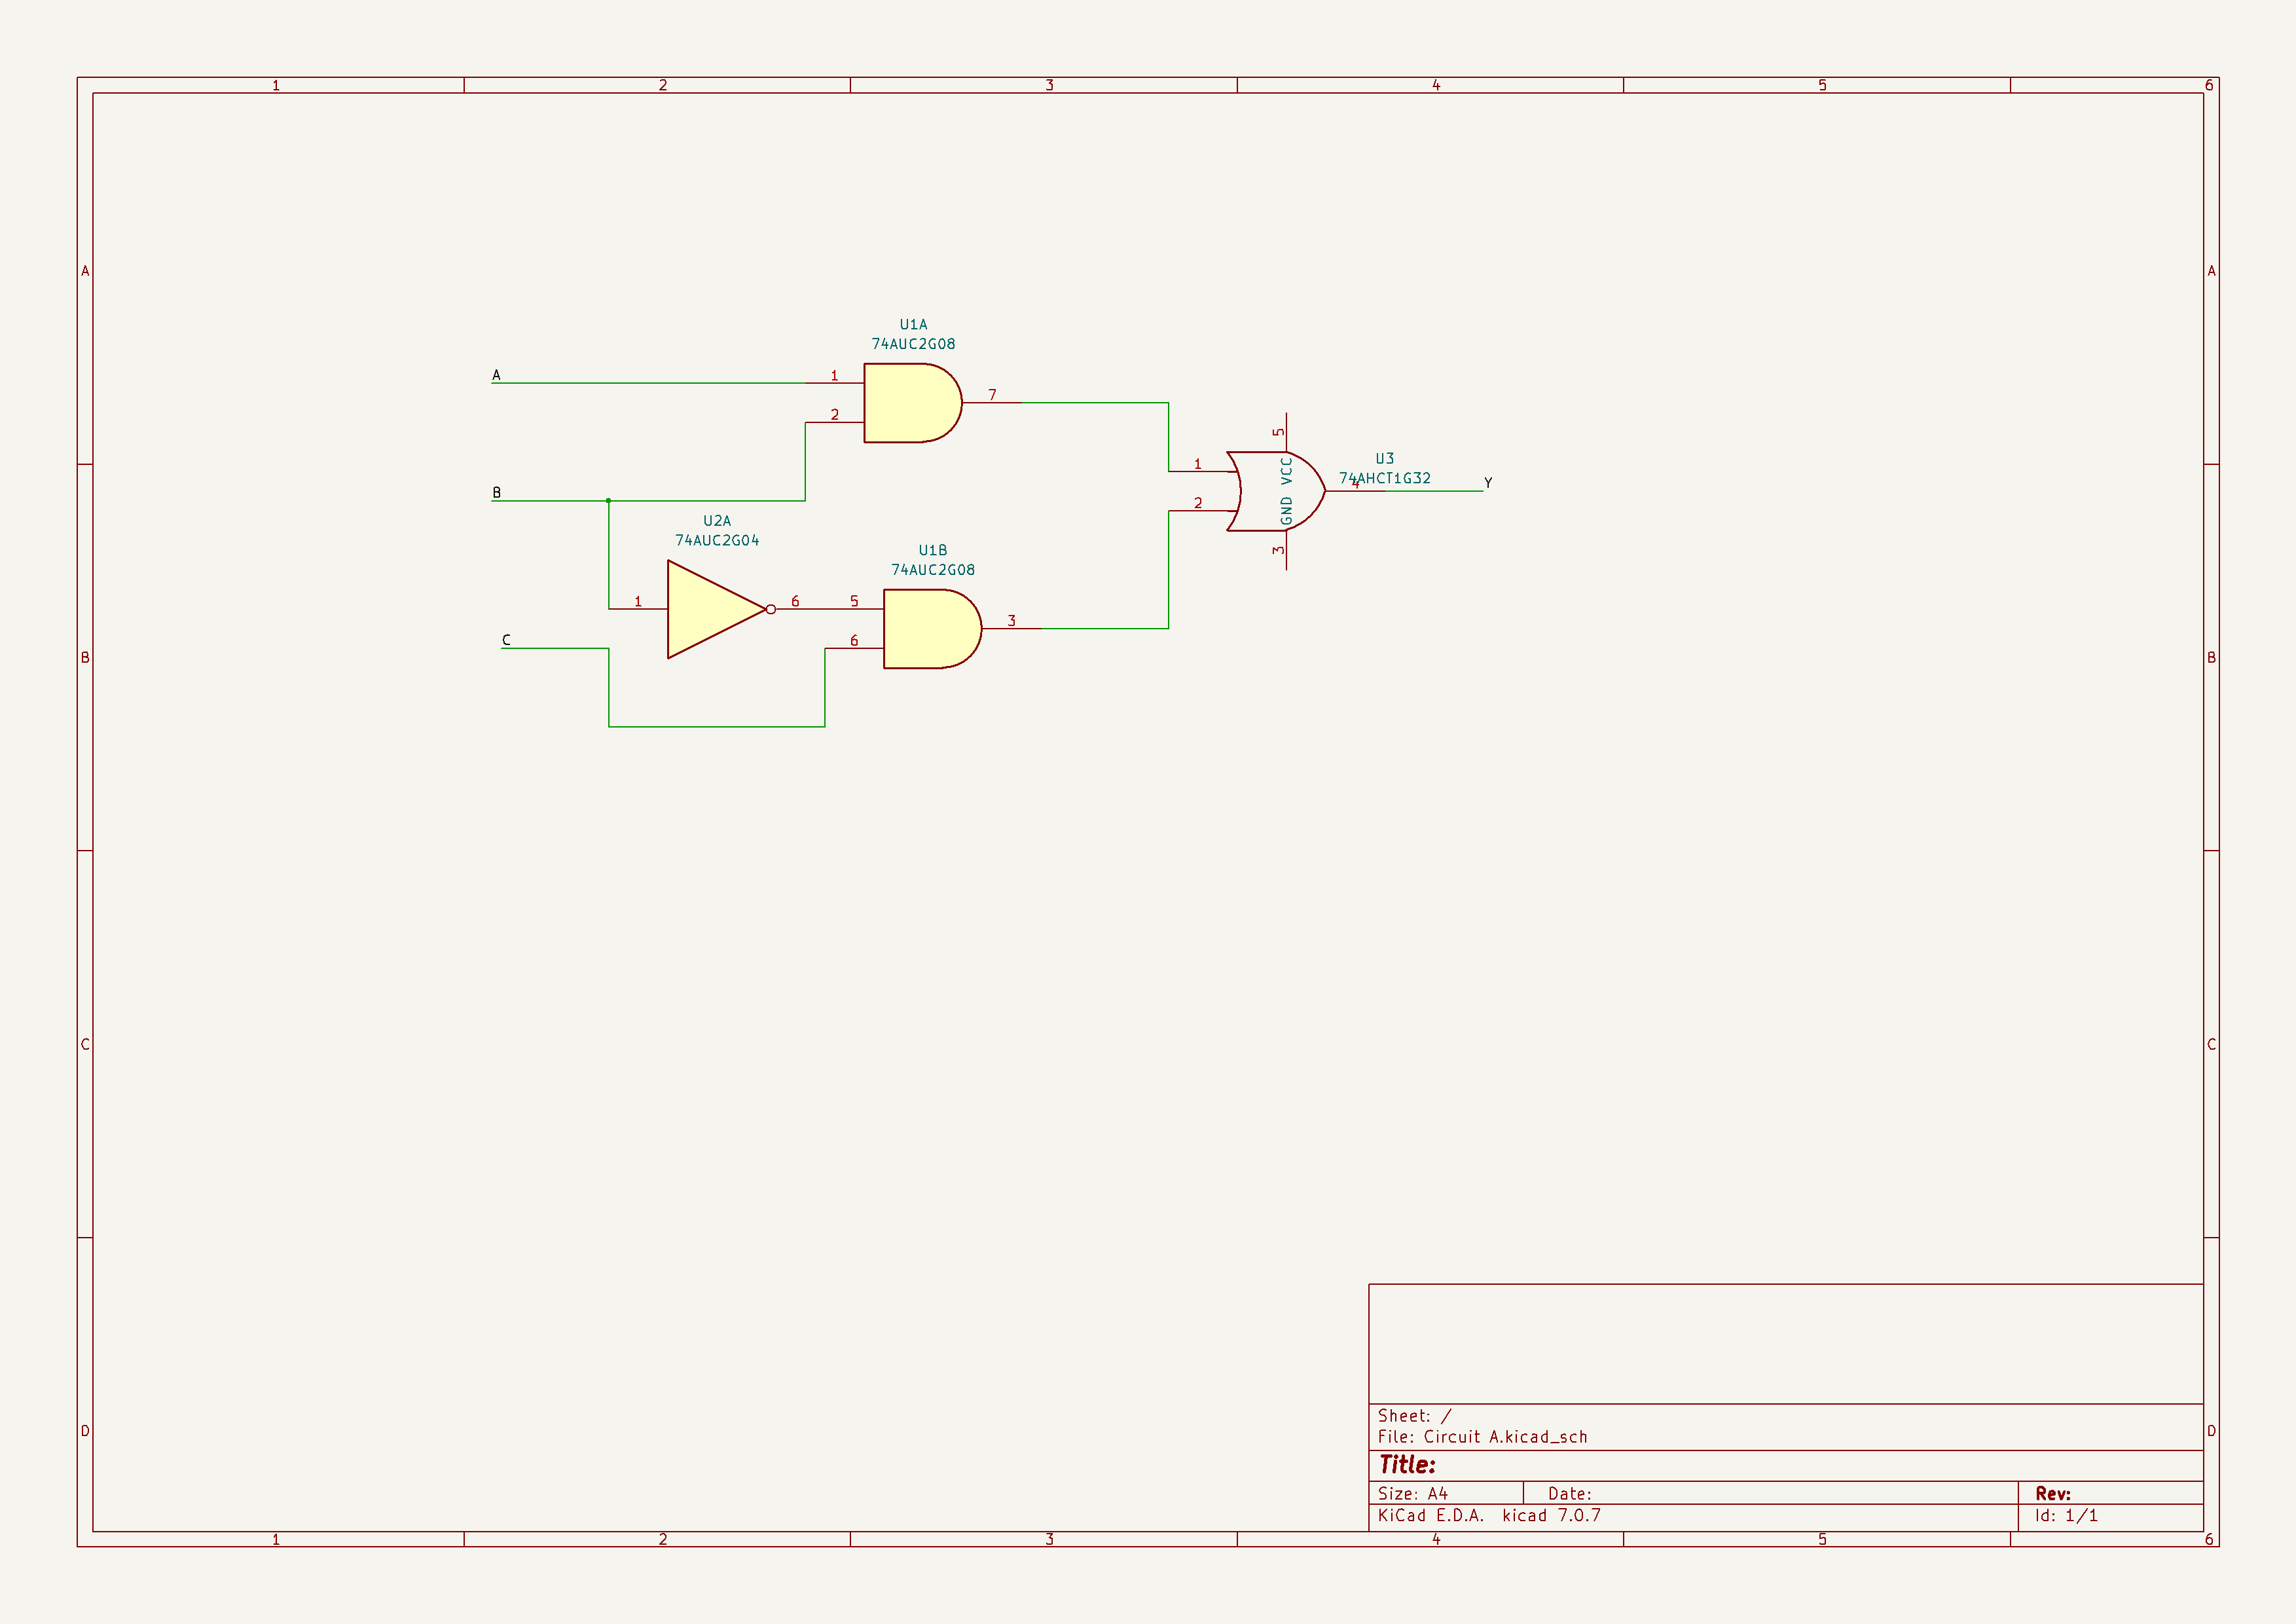 1 2 3 4 5 6
A A
U1A
74AUC2G08
A
1
7
2
5
U3
74AHCT1G32
1
VCC
4
Y
B
2
GND
U2A
74AUC2G04
3
U1B
74AUC2G08
1
6
5
3
C
6
B B
C C
Sheet: /
File: Circuit A.kicad_sch
D D
Title:
Size: A4 Date: Rev:
KiCad E.D.A. kicad 7.0.7 Id: 1/1
1 2 3 4 5 6